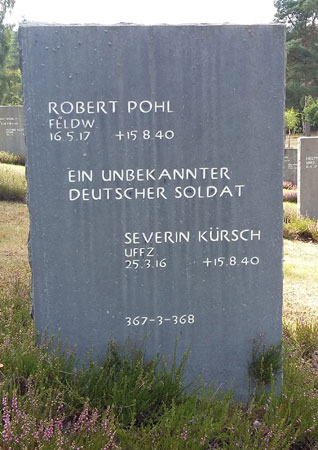 ROBERT POHL
FELDW.
16.5.17 +15.8.40
EIN UNBEKANNTER
DEUTSCHER SOLDAT
SEVERIN KÜRSCH
UFFZ.
25.3.16 +15.8.40
367-3-368